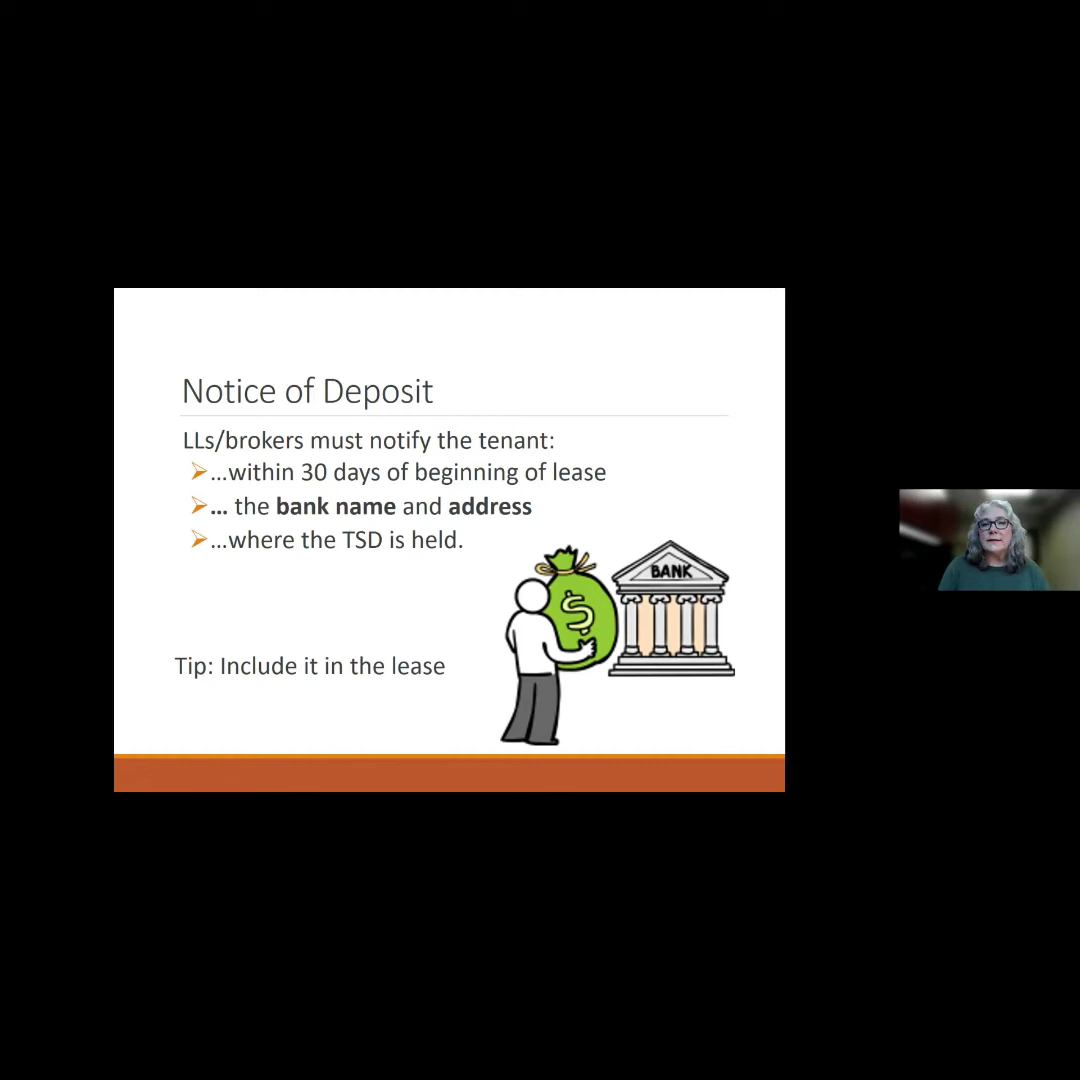 Notice of Deposit
LLs/brokers must notify the tenant:
…within 30 days of beginning of lease
… the bank name and address
…where the TSD is held.
BANK
$
Tip: Include it in the lease